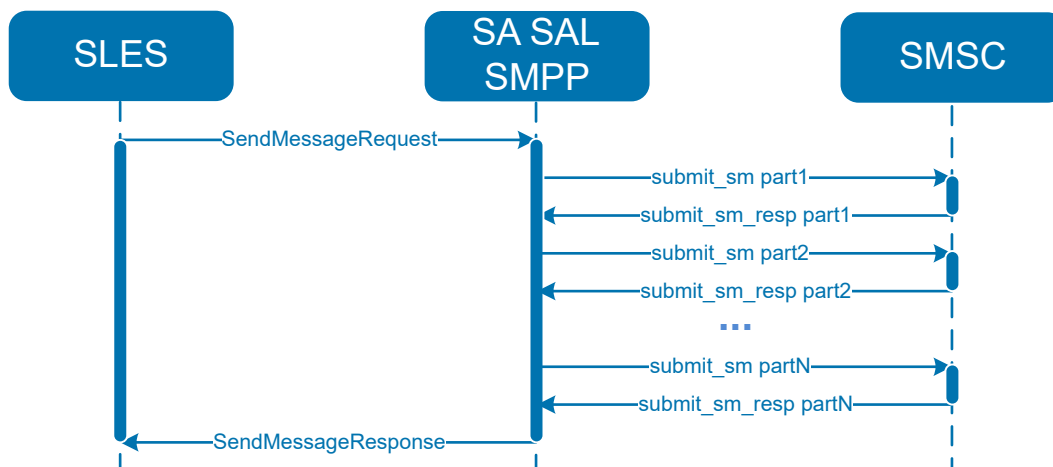 SLES
SA SAL
SMPP
SMSC
SendMessageRequest
submit_sm part1
submit_sm_resp part1
submit_sm part2
submit_sm_resp part2
...
submit_sm partN
submit_sm_resp partN
SendMessageResponse